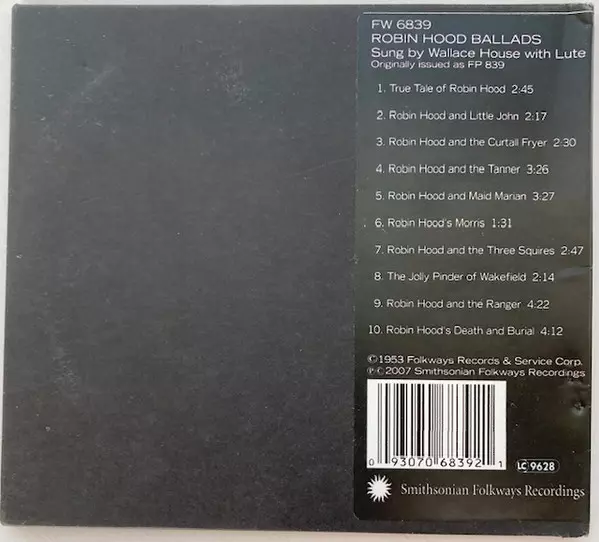 FW 6839
ROBIN HOOD BALLADS
Sung by Wallace House with Lute
Originally issued as FP 839
1. True Tale of Robin Hood 2:45
2. Robin Hood and Little John 2:17
3. Robin Hood and the Curtall Fryer 2:30
4. Robin Hood and the Tanner 3:26
5. Robin Hood and Maid Marian 3:27
6. Robin Hood's Morris 1:31
7. Robin Hood and the Three Squires 2:47
8. The Jolly Pinder of Wakefield 2:14
9. Robin Hood and the Ranger 4:22
10. Robin Hood's Death and Burial 4:12
©1953 Folkways Records & Service Corp.
℗©2007 Smithsonian Folkways Recordings
0 93070 68392 1
LC 9628
Smithsonian Folkways Recordings